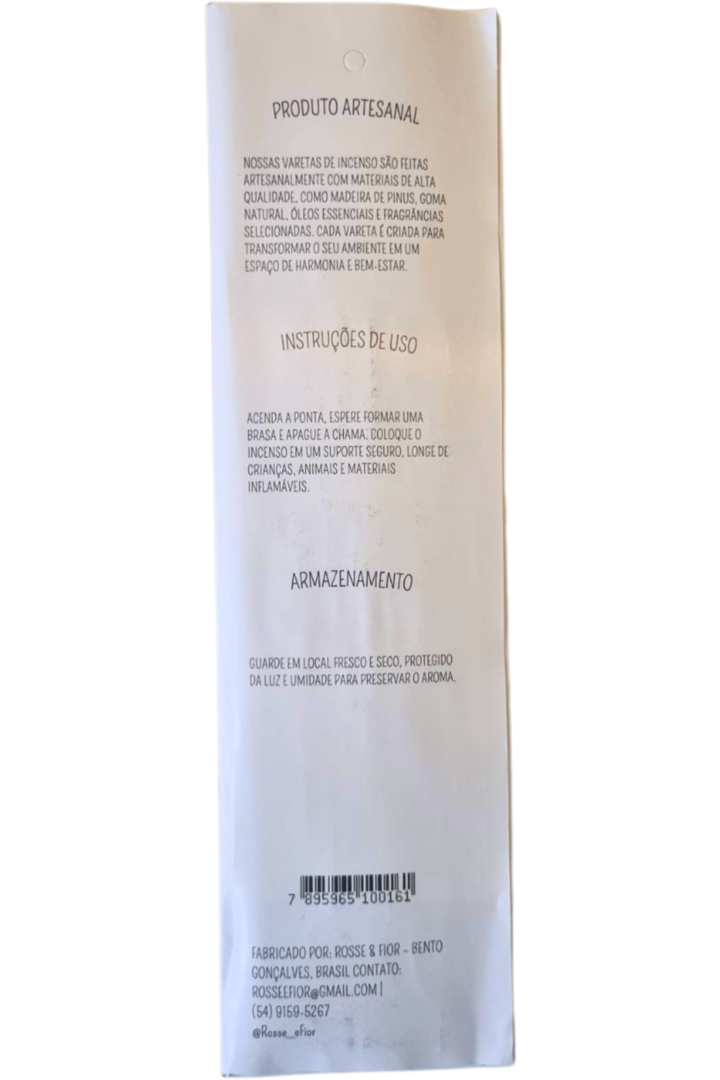 PRODUTO ARTESANAL
NOSSAS VARETAS DE INCENSO SÃO FEITAS
ARTESANALMENTE COM MATERIAIS DE ALTA
QUALIDADE, COMO MADEIRA DE PINUS, GOMA
NATURAL, ÓLEOS ESSENCIAIS E FRAGRÂNCIAS
SELECIONADAS. CADA VARETA É CRIADA PARA
TRANSFORMAR O SEU AMBIENTE EM UM
ESPAÇO DE HARMONIA E BEM-ESTAR.
INSTRUÇÕES DE USO
ACENDA A PONTA, ESPERE FORMAR UMA
BRASA E APAGUE A CHAMA. COLOQUE O
INCENSO EM UM SUPORTE SEGURO, LONGE DE
CRIANÇAS, ANIMAIS E MATERIAIS
INFLAMÁVEIS.
ARMAZENAMENTO
GUARDE EM LOCAL FRESCO E SECO, PROTEGIDO
DA LUZ E UMIDADE PARA PRESERVAR O AROMA.
7 895965 100161
FABRICADO POR: ROSSE & FIOR – BENTO
GONÇALVES, BRASIL CONTATO:
ROSSEEFIOR@GMAIL.COM |
(54) 9159-5267
@Rosse_eFior